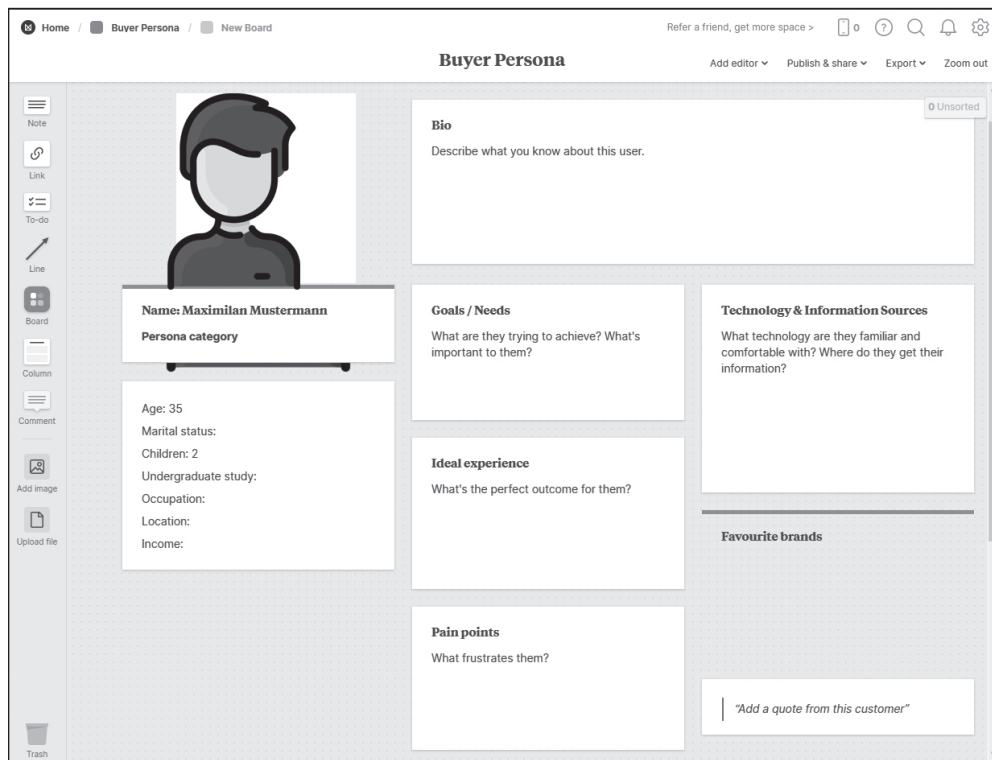 Home / Buyer Persona / New Board
Refer a friend, get more space > 0 ?
Buyer Persona
Add editor Publish & share Export Zoom out
Note
Link
To-do
Line
Board
Column
Comment
Add image
Upload file
Trash
Name: Maximilan Mustermann
Persona category
Age: 35
Marital status:
Children: 2
Undergraduate study:
Occupation:
Location:
Income:
0 Unsorted
Bio
Describe what you know about this user.
Goals / Needs
What are they trying to achieve? What's
important to them?
Ideal experience
What's the perfect outcome for them?
Pain points
What frustrates them?
Technology & Information Sources
What technology are they familiar and
comfortable with? Where do they get their
information?
Favourite brands
“Add a quote from this customer”